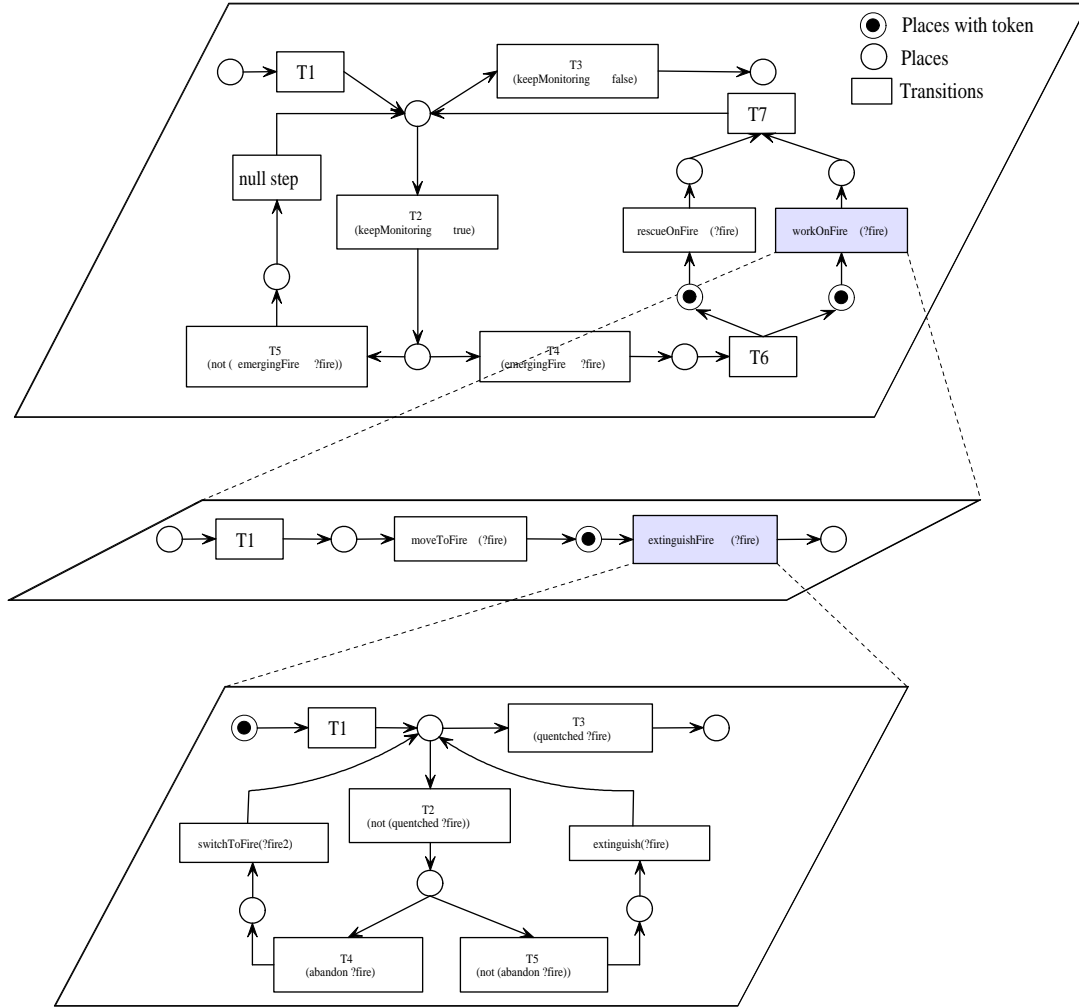 Places with token
Places
Transitions
T1
T3
(keepMonitoring false)
T7
null step
T2
(keepMonitoring true)
rescueOnFire (?fire)
workOnFire (?fire)
T5
(not ( emergingFire ?fire))
T4
(emergingFire ?fire)
T6
T1
moveToFire (?fire)
extinguishFire (?fire)
T1
T3
(quentched ?fire)
T2
(not (quentched ?fire))
switchToFire(?fire2)
extinguish(?fire)
T4
(abandon ?fire)
T5
(not (abandon ?fire))